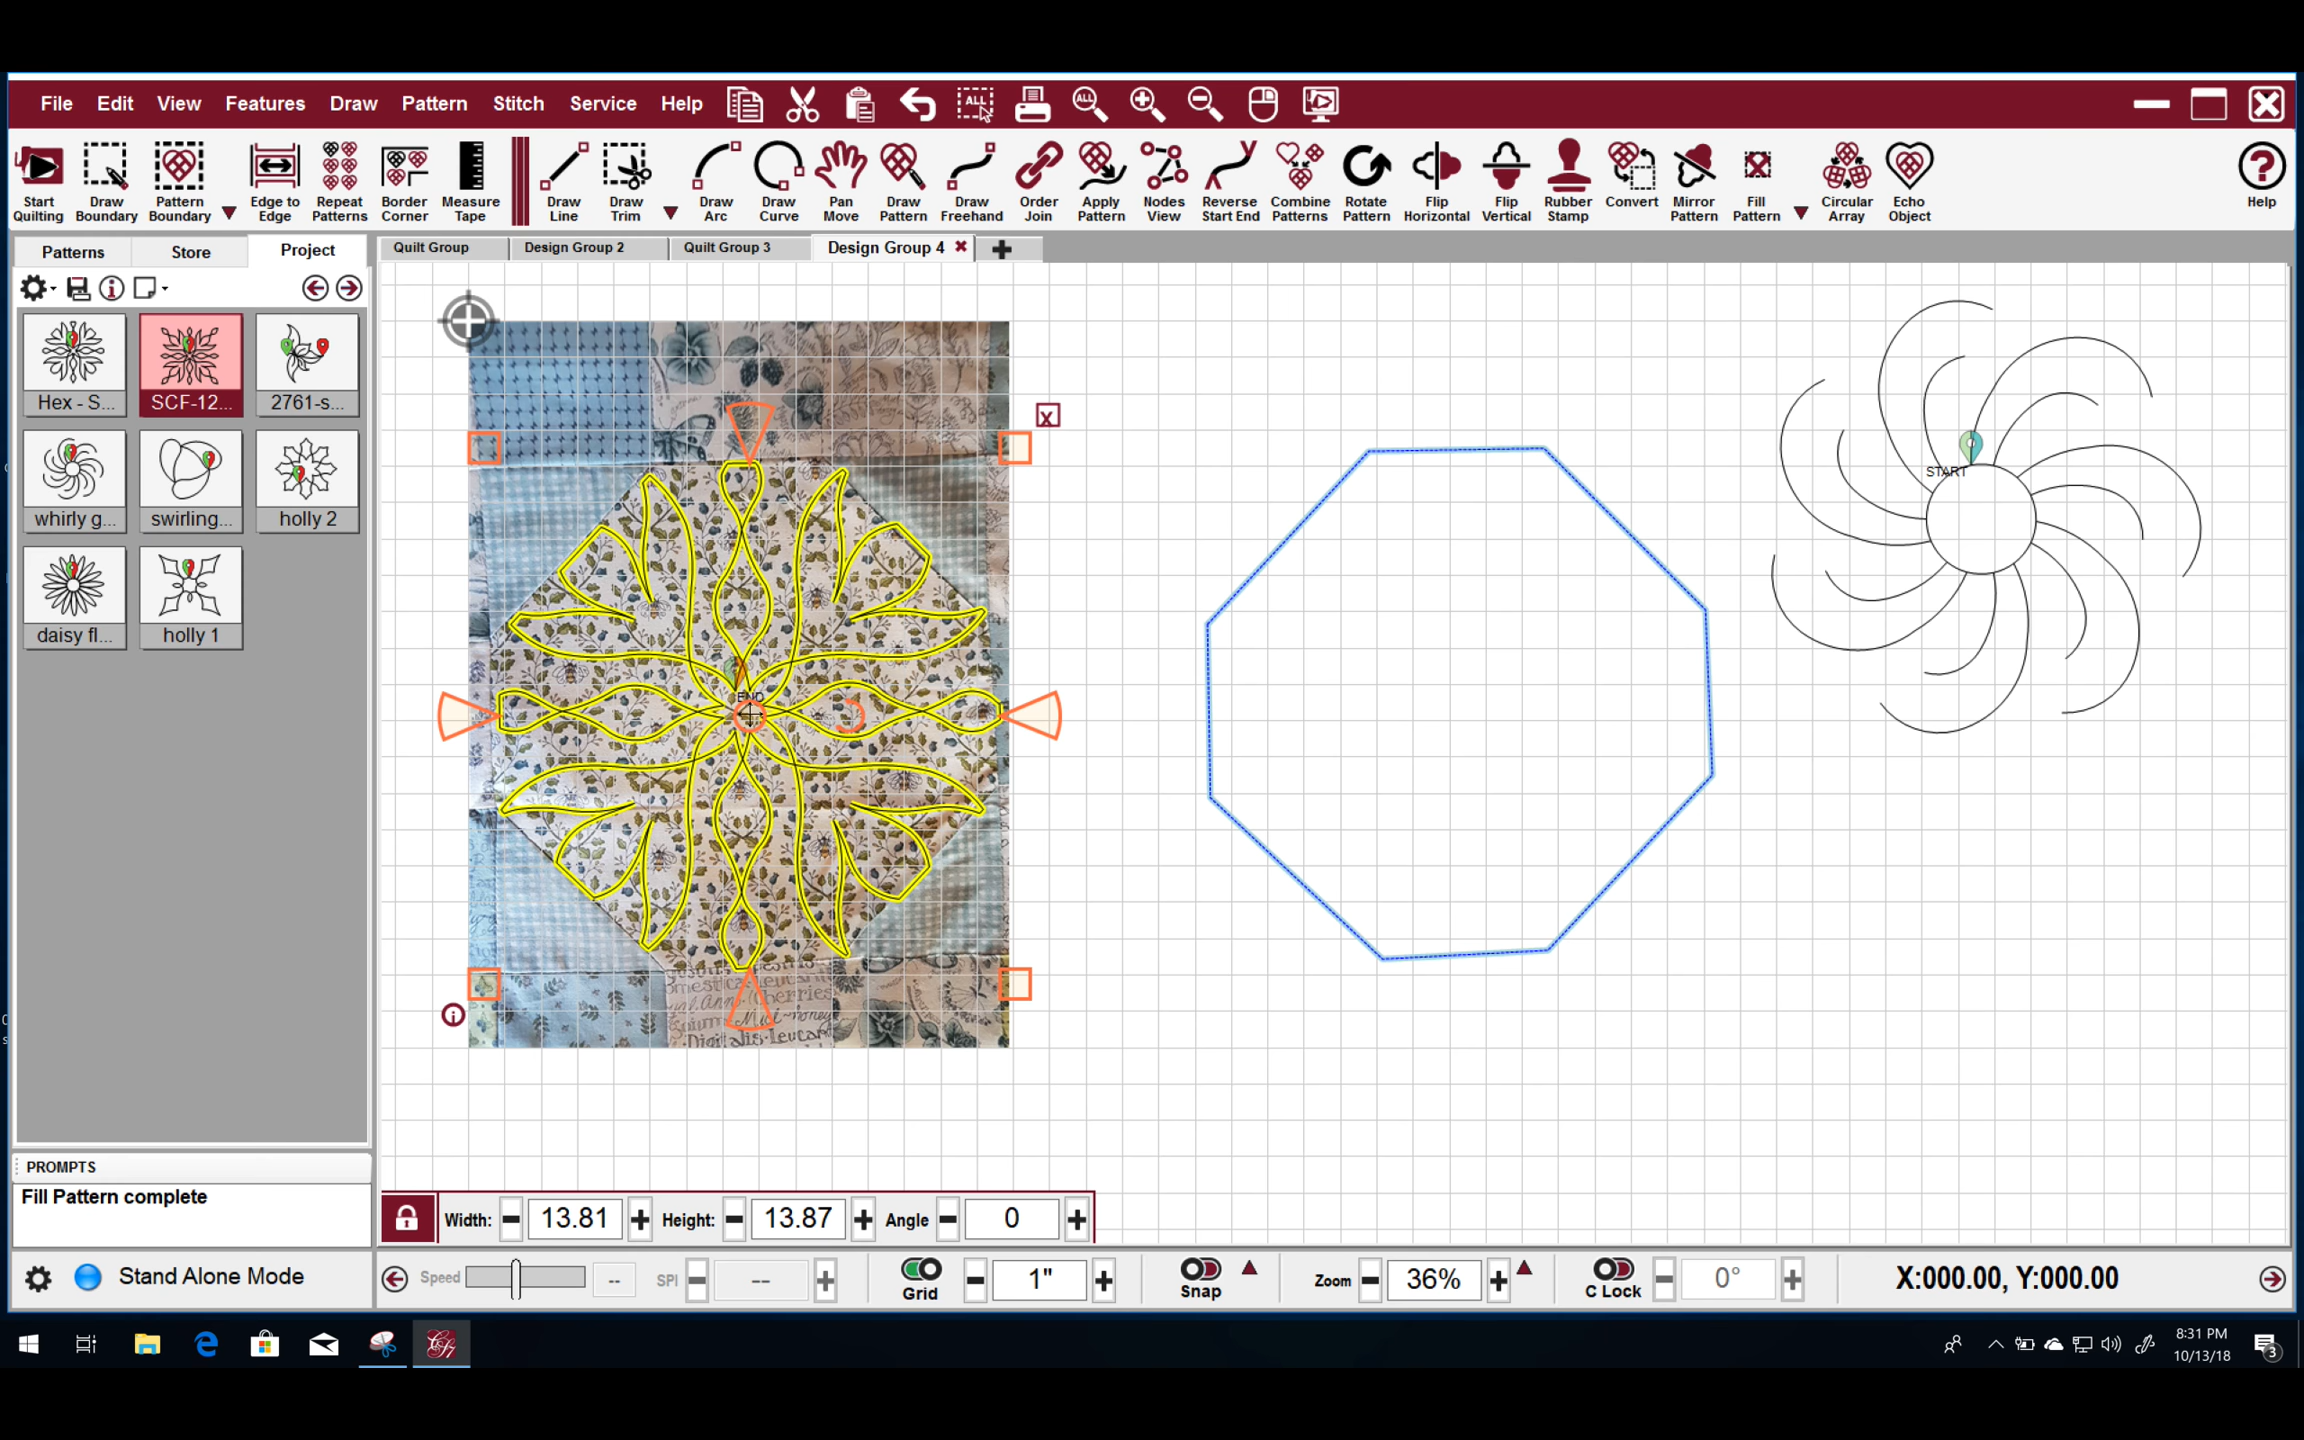 File Edit View Features Draw Pattern Stitch Service Help
ALL
ALL
Start Quilting
Draw Boundary
Pattern Boundary
Edge to Edge
Repeat Patterns
Border Corner
Measure Tape
Draw Line
Draw Trim
Draw Arc
Draw Curve
Pan Move
Draw Pattern
Draw Freehand
Order Join
Apply Pattern
Nodes View
Reverse Start End
Combine Patterns
Rotate Pattern
Flip Horizontal
Flip Vertical
Rubber Stamp
Convert
Mirror Pattern
Fill Pattern
Circular Array
Echo Object
Help
Patterns Store Project
Quilt Group Design Group 2 Quilt Group 3 Design Group 4
Hex - S... SCF-12... 2761-s...
whirly g... swirling... holly 2
daisy fl... holly 1
X
START
END
Digitalis-Leucan
PROMPTS
Fill Pattern complete
Width: 13.81 Height: 13.87 Angle 0
Stand Alone Mode
Speed -- SPI -- Grid 1" Snap Zoom 36% C Lock 0° X:000.00, Y:000.00
8:31 PM
10/13/18
3